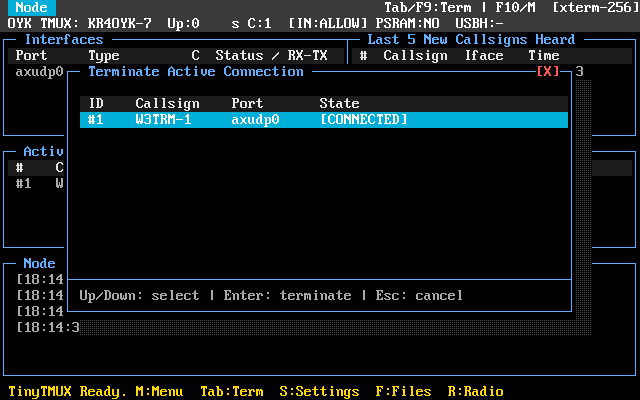 Node Tab/F9:Term | F10/M [xterm-256]
OYK TMUX: KR4OYK-7 Up:0 s C:1 [IN:ALLOW] PSRAM:NO USBH:-
Interfaces Last 5 New Callsigns Heard
Port Type C Status / RX-TX # Callsign Iface Time
axudp0 3
Terminate Active Connection [X]
ID Callsign Port State
#1 W3TRM-1 axudp0 [CONNECTED]
Activ
# C
#1 W
Node
[18:14
[18:14
[18:14
[18:14:3
Up/Down: select | Enter: terminate | Esc: cancel
TinyTMUX Ready. M:Menu Tab:Term S:Settings F:Files R:Radio